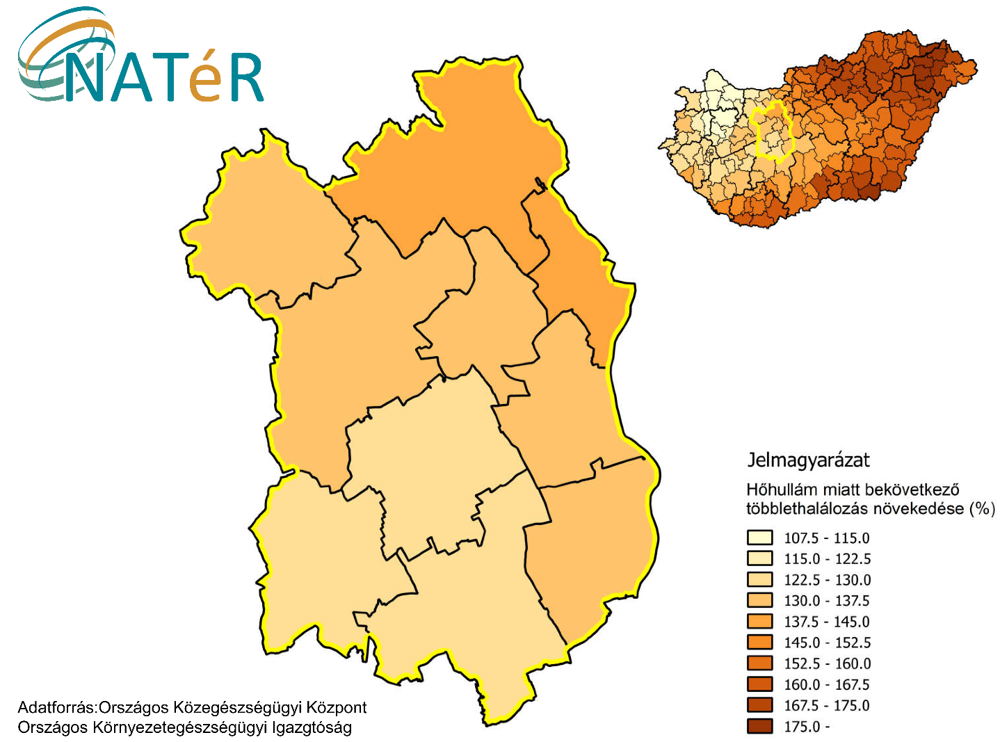 NATéR
Jelmagyarázat
Hőhullám miatt bekövetkező
többlethalálozás növekedése (%)
107.5 - 115.0
115.0 - 122.5
122.5 - 130.0
130.0 - 137.5
137.5 - 145.0
145.0 - 152.5
152.5 - 160.0
160.0 - 167.5
167.5 - 175.0
175.0 -
Adatforrás:Országos Közegészségügyi Központ
Országos Környezetegészségügyi Igazgtóság